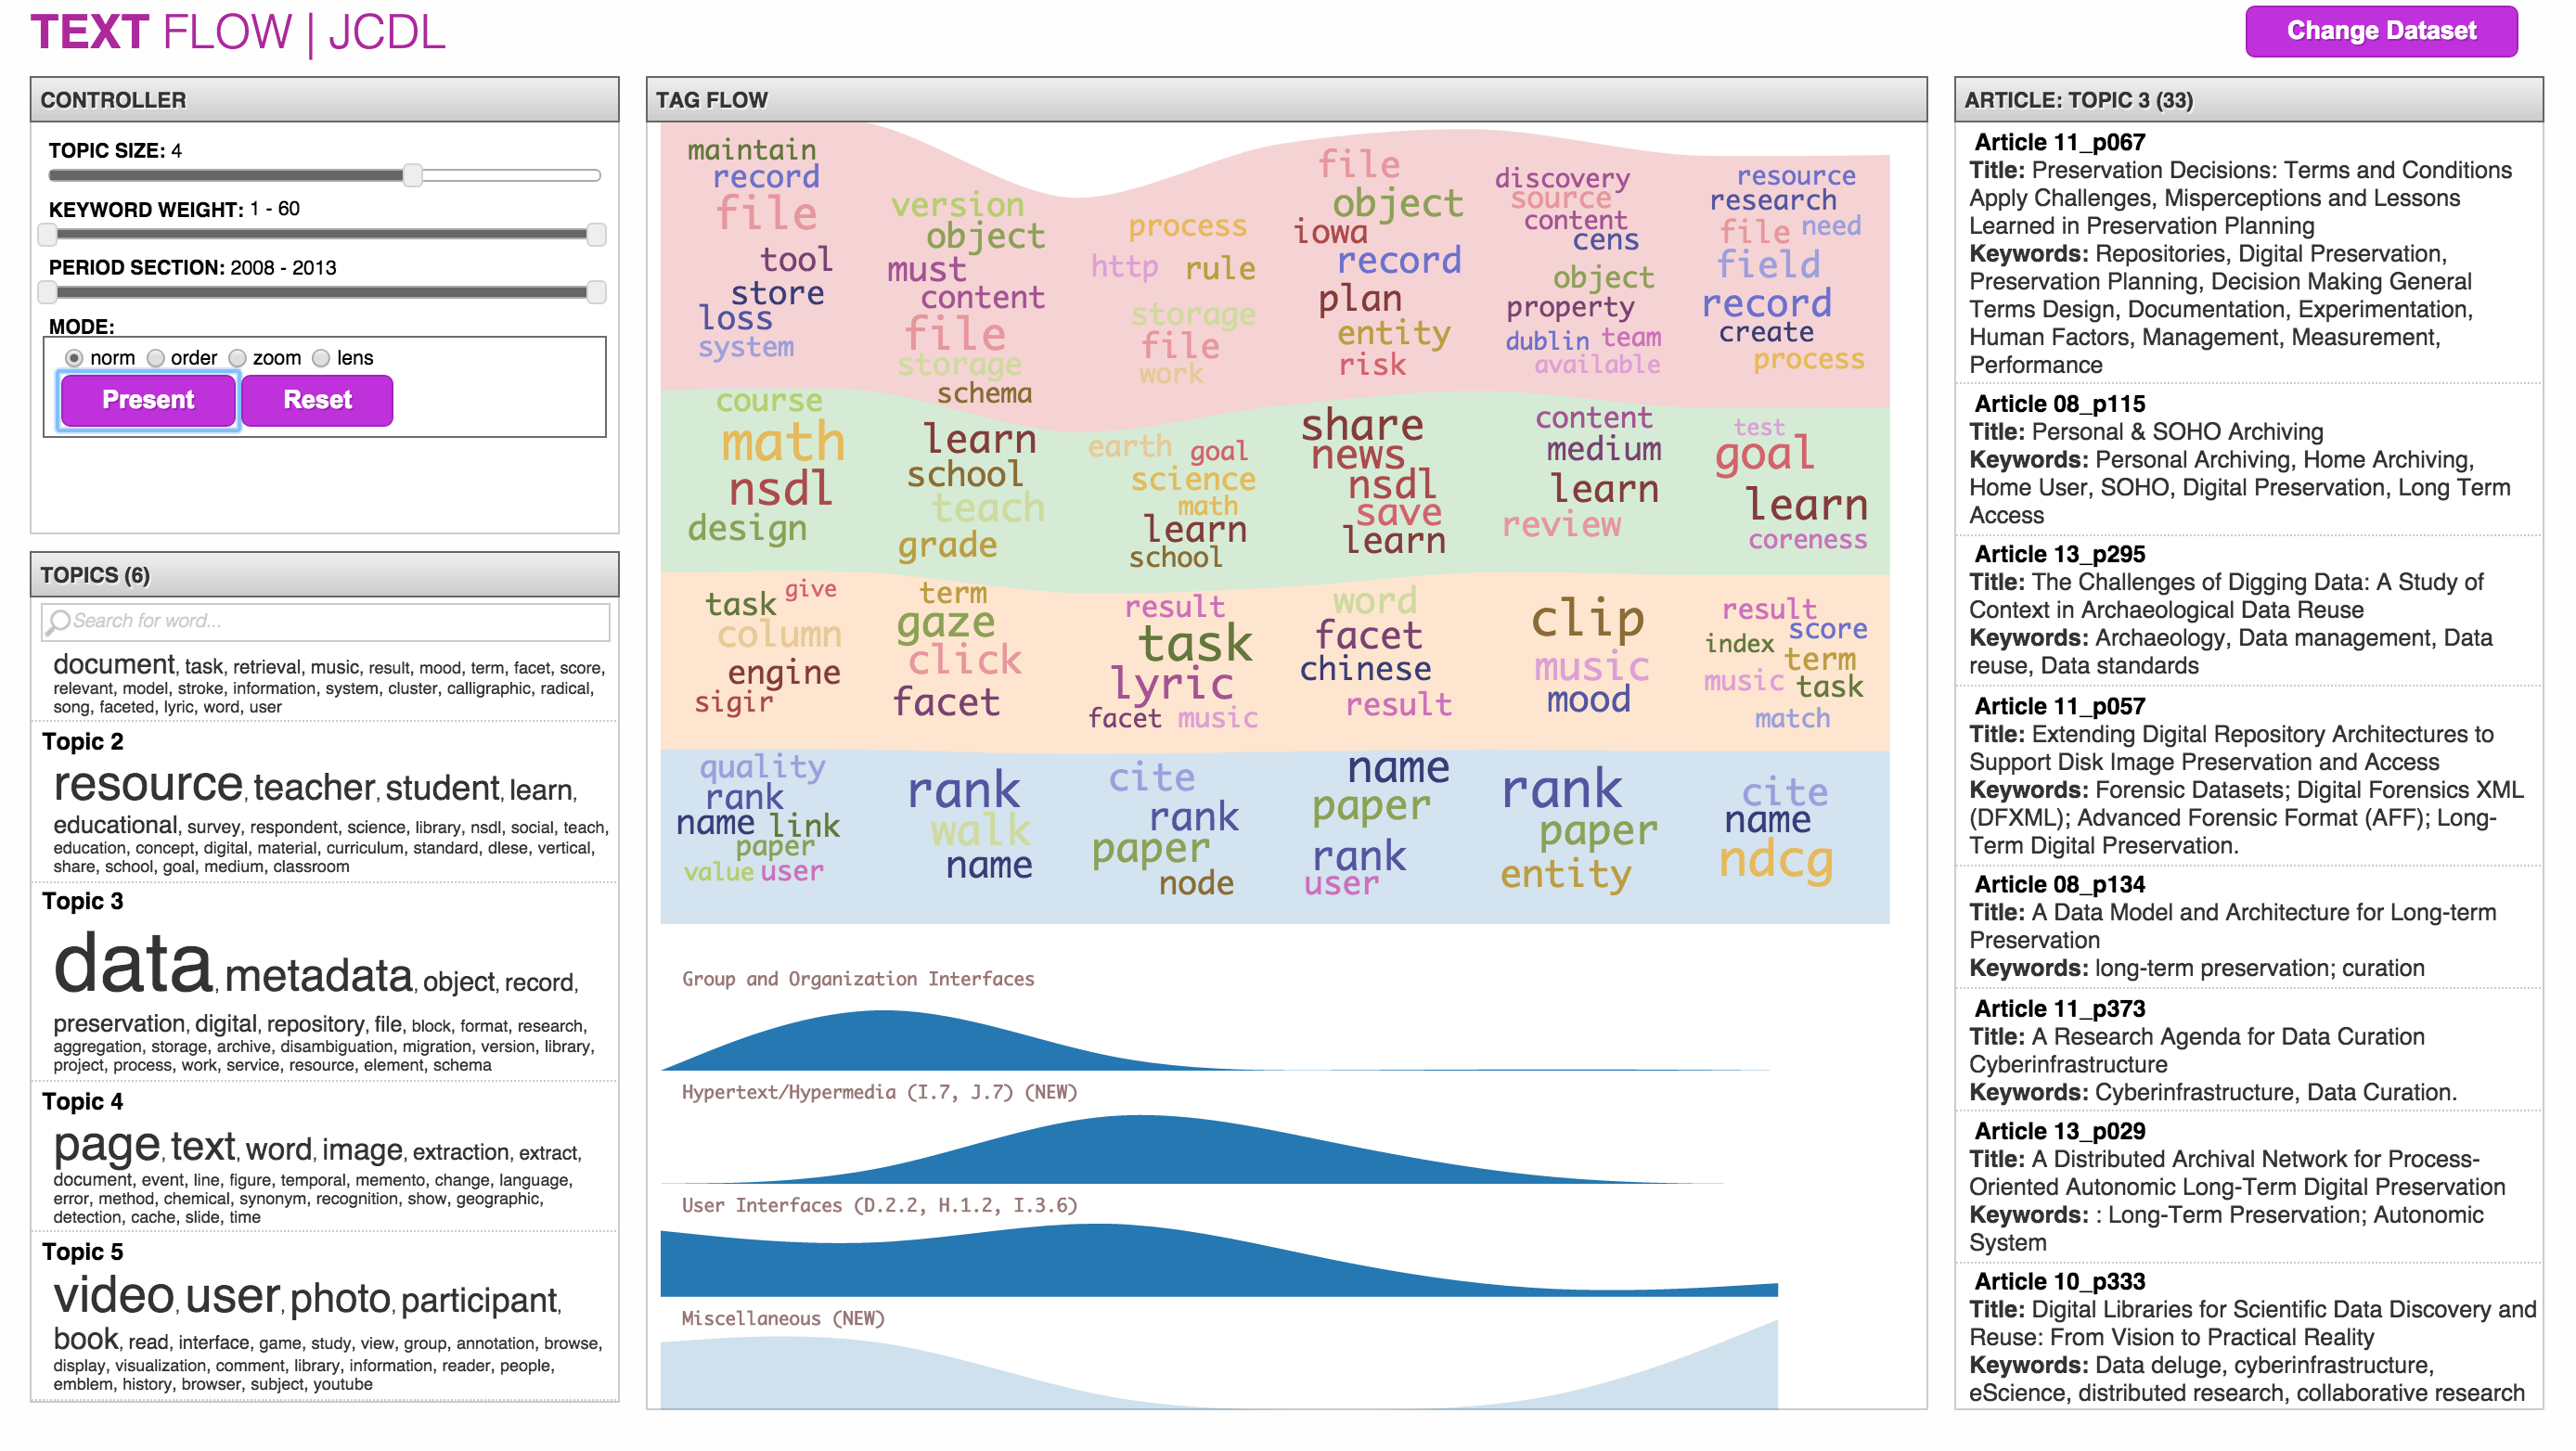 TEXT FLOW | JCDL
Change Dataset
CONTROLLER
TOPIC SIZE: 4
KEYWORD WEIGHT: 1 - 60
PERIOD SECTION: 2008 - 2013
MODE:
norm order zoom lens
Present Reset
TOPICS (6)
Search for word...
document, task, retrieval, music, result, mood, term, facet, score,
relevant, model, stroke, information, system, cluster, calligraphic, radical,
song, faceted, lyric, word, user
Topic 2
resource, teacher, student, learn,
educational, survey, respondent, science, library, nsdl, social, teach,
education, concept, digital, material, curriculum, standard, dlese, vertical,
share, school, goal, medium, classroom
Topic 3
data, metadata, object, record,
preservation, digital, repository, file, block, format, research,
aggregation, storage, archive, disambiguation, migration, version, library,
project, process, work, service, resource, element, schema
Topic 4
page, text, word, image, extraction, extract,
document, event, line, figure, temporal, memento, change, language,
error, method, chemical, synonym, recognition, show, geographic,
detection, cache, slide, time
Topic 5
video, user, photo, participant,
book, read, interface, game, study, view, group, annotation, browse,
display, visualization, comment, library, information, reader, people,
emblem, history, browser, subject, youtube
TAG FLOW
maintain
record
file
tool
store
loss
system
version
object
must
content
file
storage
schema
process
http rule
storage
file
work
file
object
iowa
record
plan
entity
risk
discovery
source
content
cens
object
property
dublin team
available
resource
research
file need
field
record
create
process
course
math
nsdl
design
learn
school
teach
grade
earth goal
science
math
learn
school
share
news
nsdl
save
learn
content
medium
learn
review
test
goal
learn
coreness
task give
column
engine
sigir
term
gaze
click
facet
result
task
lyric
facet music
word
facet
chinese
result
clip
music
mood
result
score
index
term
music task
match
quality
rank
name link
paper
value user
rank
walk
name
cite
rank
paper
node
name
paper
rank
user
rank
paper
entity
cite
name
ndcg
Group and Organization Interfaces
Hypertext/Hypermedia (I.7, J.7) (NEW)
User Interfaces (D.2.2, H.1.2, I.3.6)
Miscellaneous (NEW)
ARTICLE: TOPIC 3 (33)
Article 11_p067
Title: Preservation Decisions: Terms and Conditions
Apply Challenges, Misperceptions and Lessons
Learned in Preservation Planning
Keywords: Repositories, Digital Preservation,
Preservation Planning, Decision Making General
Terms Design, Documentation, Experimentation,
Human Factors, Management, Measurement,
Performance
Article 08_p115
Title: Personal & SOHO Archiving
Keywords: Personal Archiving, Home Archiving,
Home User, SOHO, Digital Preservation, Long Term
Access
Article 13_p295
Title: The Challenges of Digging Data: A Study of
Context in Archaeological Data Reuse
Keywords: Archaeology, Data management, Data
reuse, Data standards
Article 11_p057
Title: Extending Digital Repository Architectures to
Support Disk Image Preservation and Access
Keywords: Forensic Datasets; Digital Forensics XML
(DFXML); Advanced Forensic Format (AFF); Long-
Term Digital Preservation.
Article 08_p134
Title: A Data Model and Architecture for Long-term
Preservation
Keywords: long-term preservation; curation
Article 11_p373
Title: A Research Agenda for Data Curation
Cyberinfrastructure
Keywords: Cyberinfrastructure, Data Curation.
Article 13_p029
Title: A Distributed Archival Network for Process-
Oriented Autonomic Long-Term Digital Preservation
Keywords: : Long-Term Preservation; Autonomic
System
Article 10_p333
Title: Digital Libraries for Scientific Data Discovery and
Reuse: From Vision to Practical Reality
Keywords: Data deluge, cyberinfrastructure,
eScience, distributed research, collaborative research